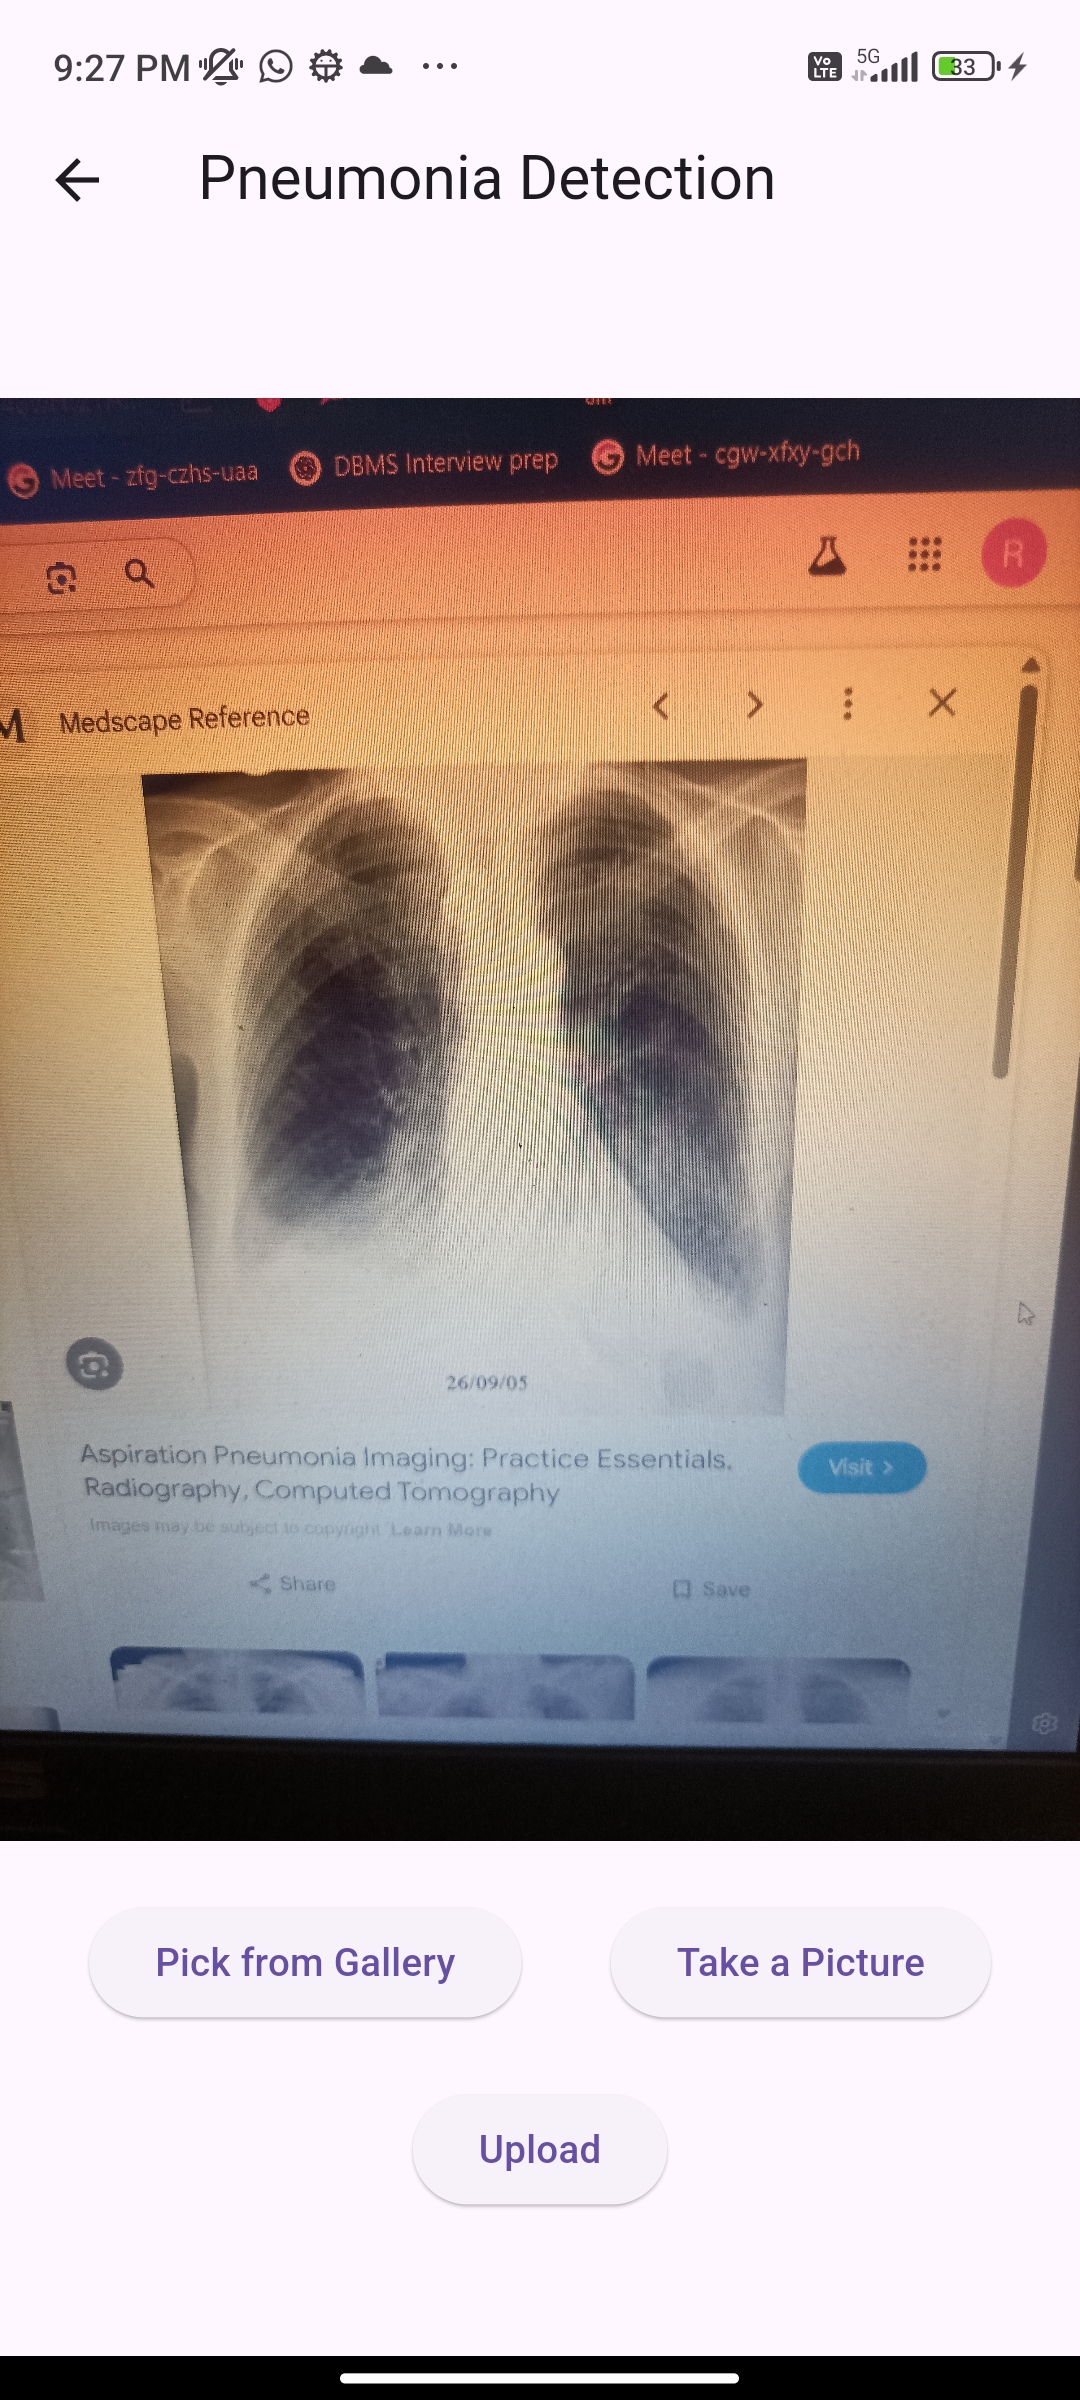 9:27 PM
Vo LTE 5G 33
Pneumonia Detection
Meet - zfg-czhs-uaa DBMS Interview prep Meet - cgw-xfxy-gch
R
M Medscape Reference
26/09/05
Aspiration Pneumonia Imaging: Practice Essentials,
Radiography, Computed Tomography
Visit >
Images may be subject to copyright Learn More
Share Save
Pick from Gallery Take a Picture
Upload